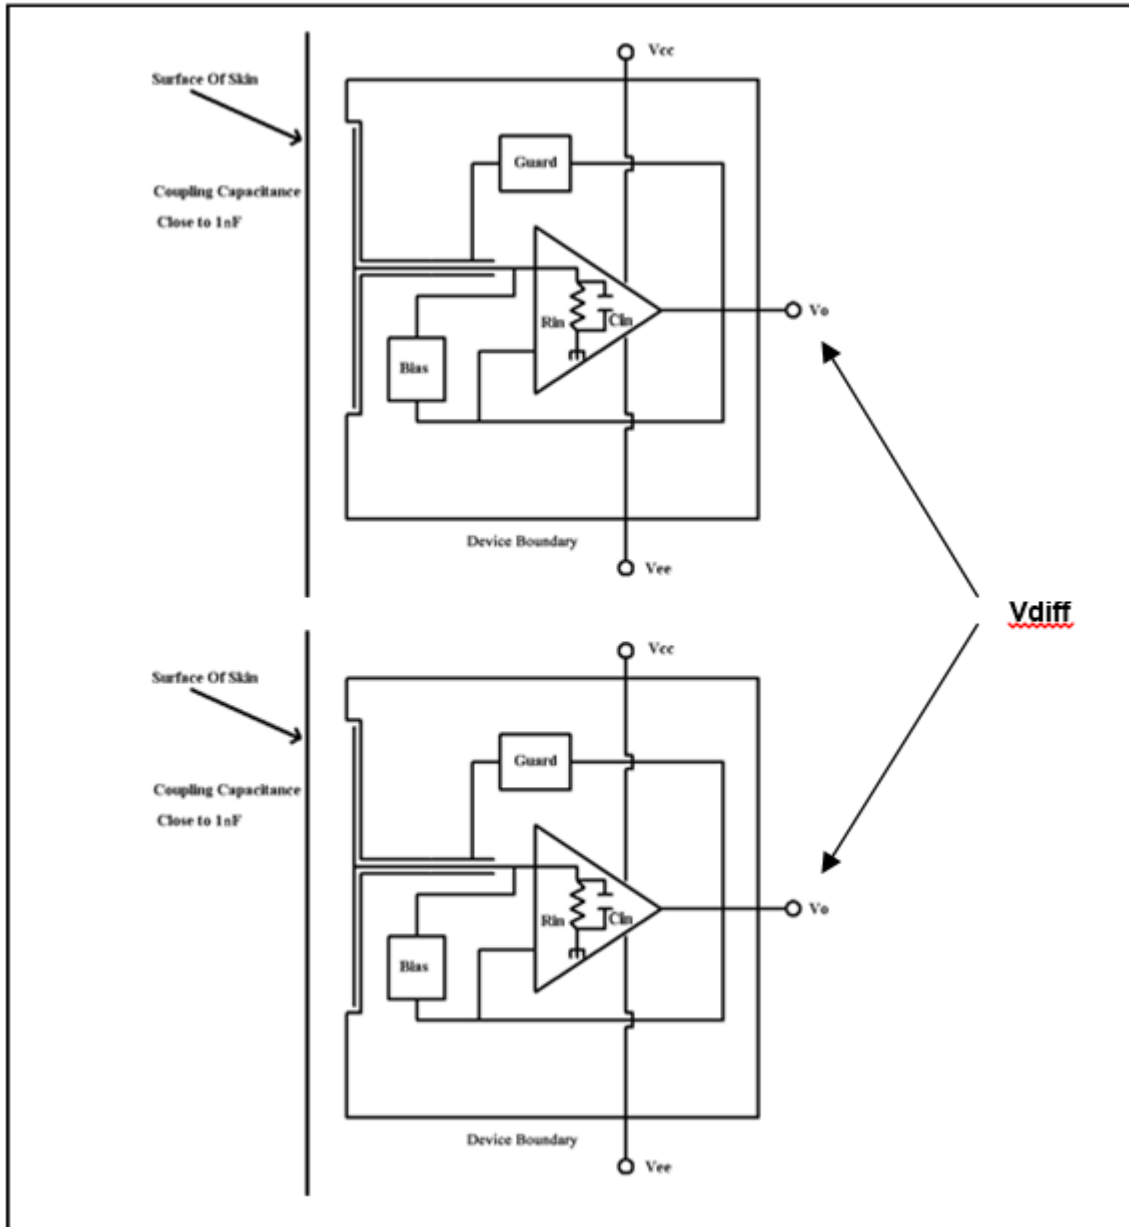 Vcc
Surface Of Skin
Guard
Coupling Capacitance
Close to 1nF
Rin
Cin
Vo
Bias
Device Boundary
Vee
Vdiff
Vcc
Surface Of Skin
Guard
Coupling Capacitance
Close to 1nF
Rin
Cin
Vo
Bias
Device Boundary
Vee